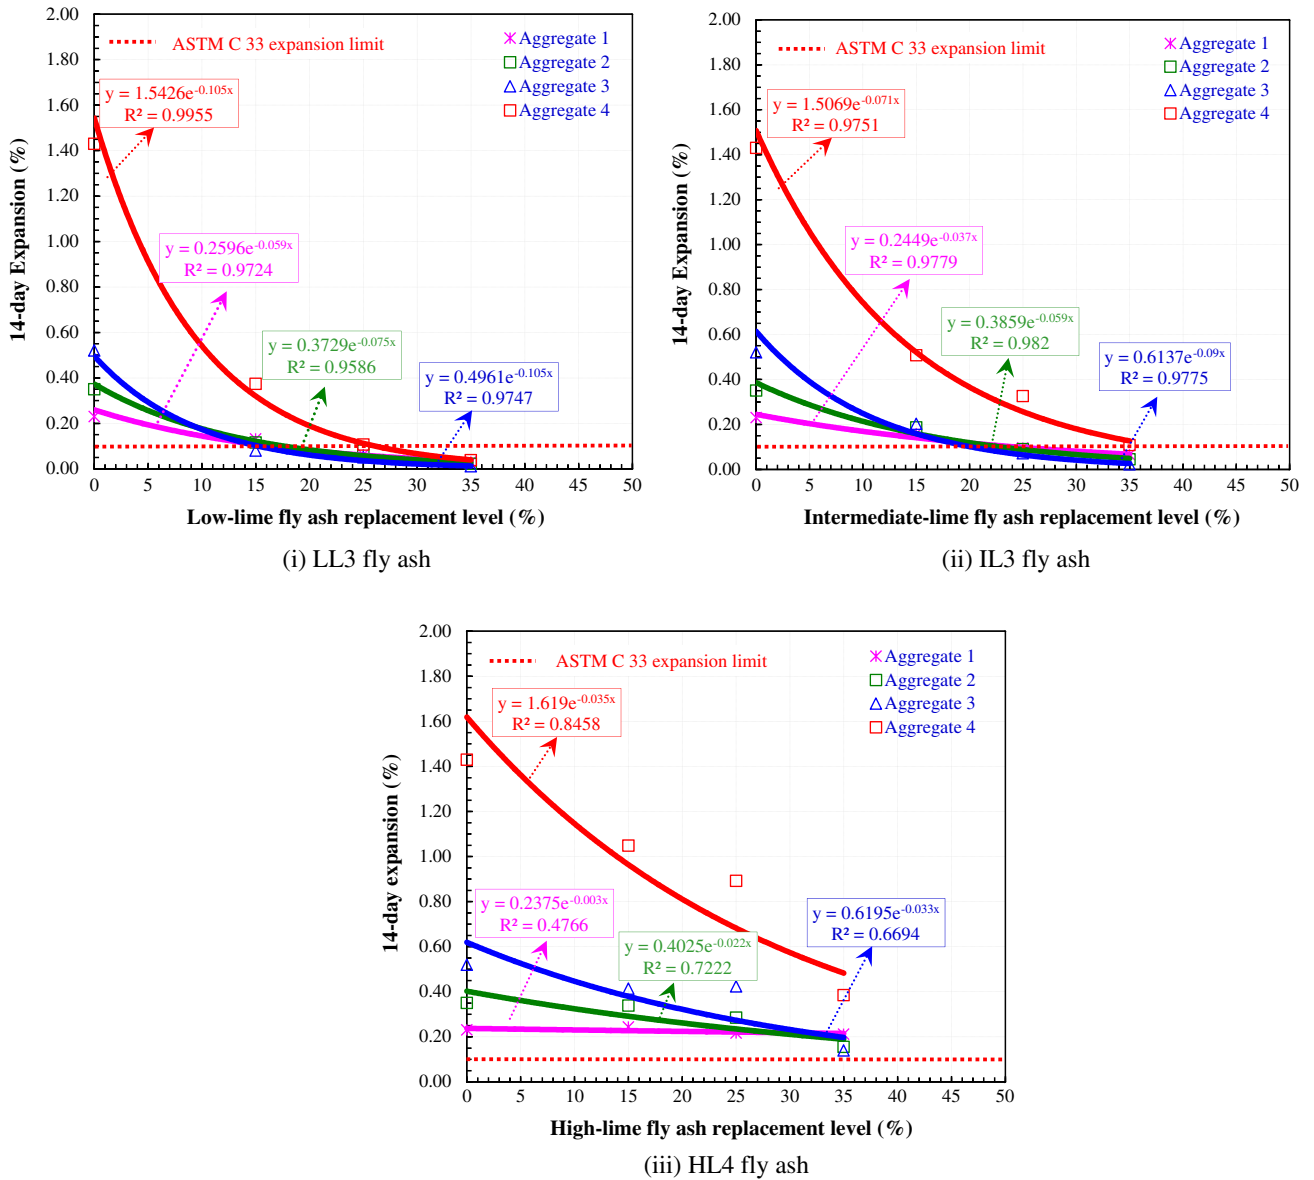 2.00
1.80
1.60
1.40
1.20
1.00
0.80
0.60
0.40
0.20
0.00
14-day Expansion (%)
ASTM C 33 expansion limit
Aggregate 1
Aggregate 2
Aggregate 3
Aggregate 4
y = 1.5426e^-0.105x
R² = 0.9955
y = 0.2596e^-0.059x
R² = 0.9724
y = 0.3729e^-0.075x
R² = 0.9586
y = 0.4961e^-0.105x
R² = 0.9747
0 5 10 15 20 25 30 35 40 45 50
Low-lime fly ash replacement level (%)
(i) LL3 fly ash
2.00
1.80
1.60
1.40
1.20
1.00
0.80
0.60
0.40
0.20
0.00
14-day Expansion (%)
ASTM C 33 expansion limit
Aggregate 1
Aggregate 2
Aggregate 3
Aggregate 4
y = 1.5069e^-0.071x
R² = 0.9751
y = 0.2449e^-0.037x
R² = 0.9779
y = 0.3859e^-0.059x
R² = 0.982
y = 0.6137e^-0.09x
R² = 0.9775
0 5 10 15 20 25 30 35 40 45 50
Intermediate-lime fly ash replacement level (%)
(ii) IL3 fly ash
2.00
1.80
1.60
1.40
1.20
1.00
0.80
0.60
0.40
0.20
0.00
14-day expansion (%)
ASTM C 33 expansion limit
Aggregate 1
Aggregate 2
Aggregate 3
Aggregate 4
y = 1.619e^-0.035x
R² = 0.8458
y = 0.2375e^-0.003x
R² = 0.4766
y = 0.4025e^-0.022x
R² = 0.7222
y = 0.6195e^-0.033x
R² = 0.6694
0 5 10 15 20 25 30 35 40 45 50
High-lime fly ash replacement level (%)
(iii) HL4 fly ash